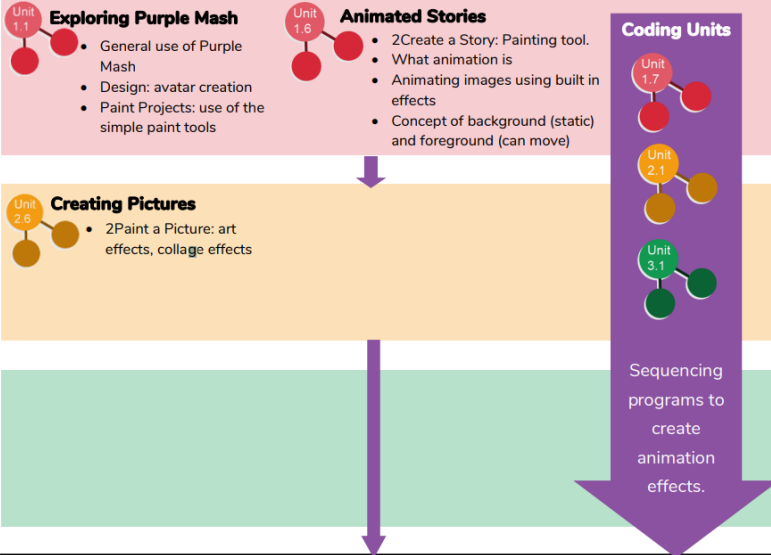 Unit
1.1
Exploring Purple Mash
• General use of Purple
Mash
• Design: avatar creation
• Paint Projects: use of the
simple paint tools
Unit
1.6
Animated Stories
• 2Create a Story: Painting tool.
• What animation is
• Animating images using built in
effects
• Concept of background (static)
and foreground (can move)
Unit
2.6
Creating Pictures
• 2Paint a Picture: art
effects, collage effects
Coding Units
Unit
1.7
Unit
2.1
Unit
3.1
Sequencing
programs to
create
animation
effects.